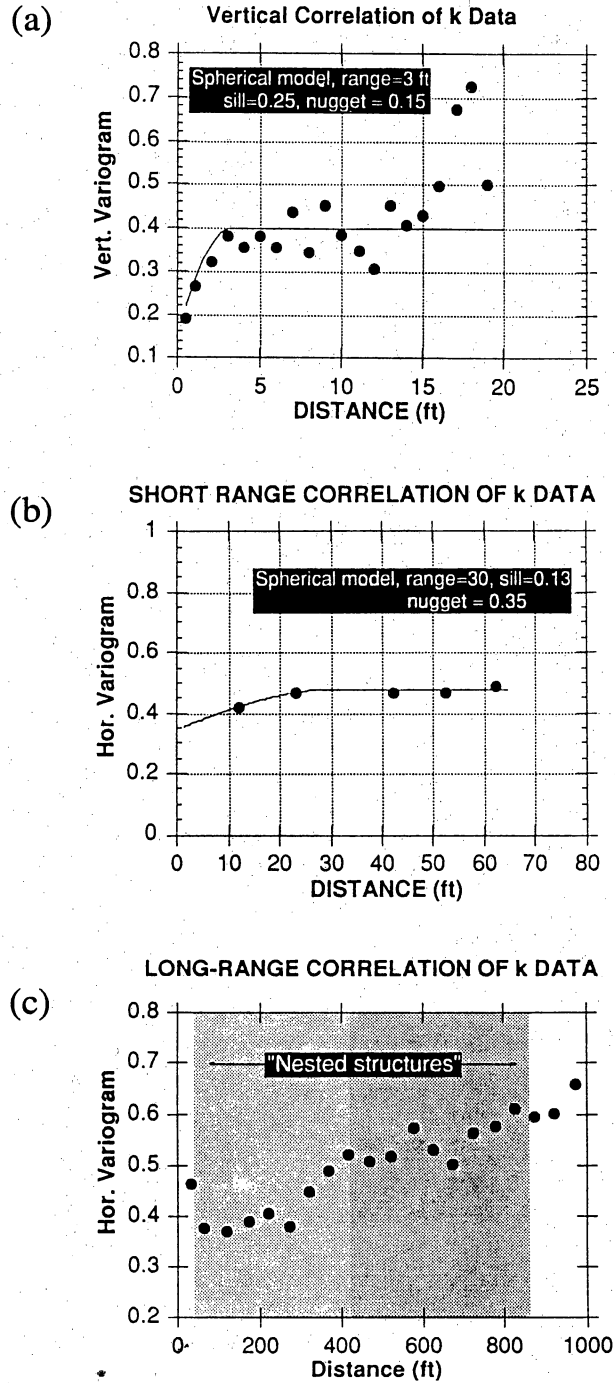 (a)
Vertical Correlation of k Data
Vert. Variogram
0.8
0.7
0.6
0.5
0.4
0.3
0.2
0.1
Spherical model, range=3 ft
sill=0.25, nugget = 0.15
0 5 10 15 20 25
DISTANCE (ft)
(b)
SHORT RANGE CORRELATION OF k DATA
Hor. Variogram
1
0.8
0.6
0.4
0.2
0
Spherical model, range=30, sill=0.13
nugget = 0.35
0 10 20 30 40 50 60 70 80
DISTANCE (ft)
(c)
LONG-RANGE CORRELATION OF k DATA
Hor. Variogram
0.8
0.7
0.6
0.5
0.4
0.3
0.2
"Nested structures"
0 200 400 600 800 1000
Distance (ft)